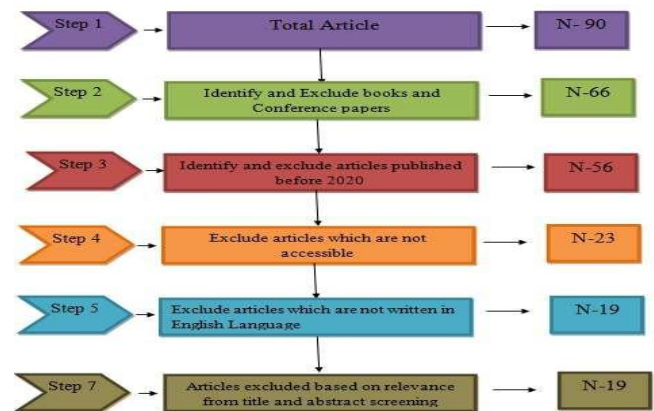 Step 1
Total Article
N- 90
Step 2
Identify and Exclude books and
Conference papers
N-66
Step 3
Identify and exclude articles published
before 2020
N-56
Step 4
Exclude articles which are not
accessible
N-23
Step 5
Exclude articles which are not written in
English Language
N-19
Step 7
Articles excluded based on relevance
from title and abstract screening
N-19